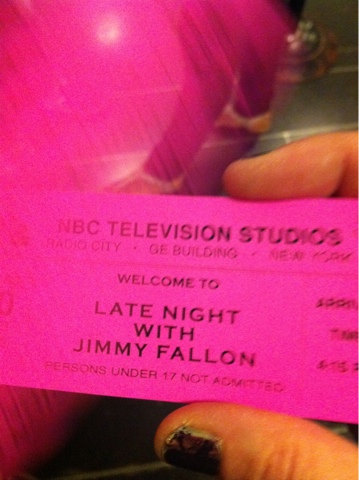 NBC TELEVISION STUDIOS
RADIO CITY · GE BUILDING · NEW YORK
WELCOME TO
LATE NIGHT
WITH
JIMMY FALLON
PERSONS UNDER 17 NOT ADMITTED